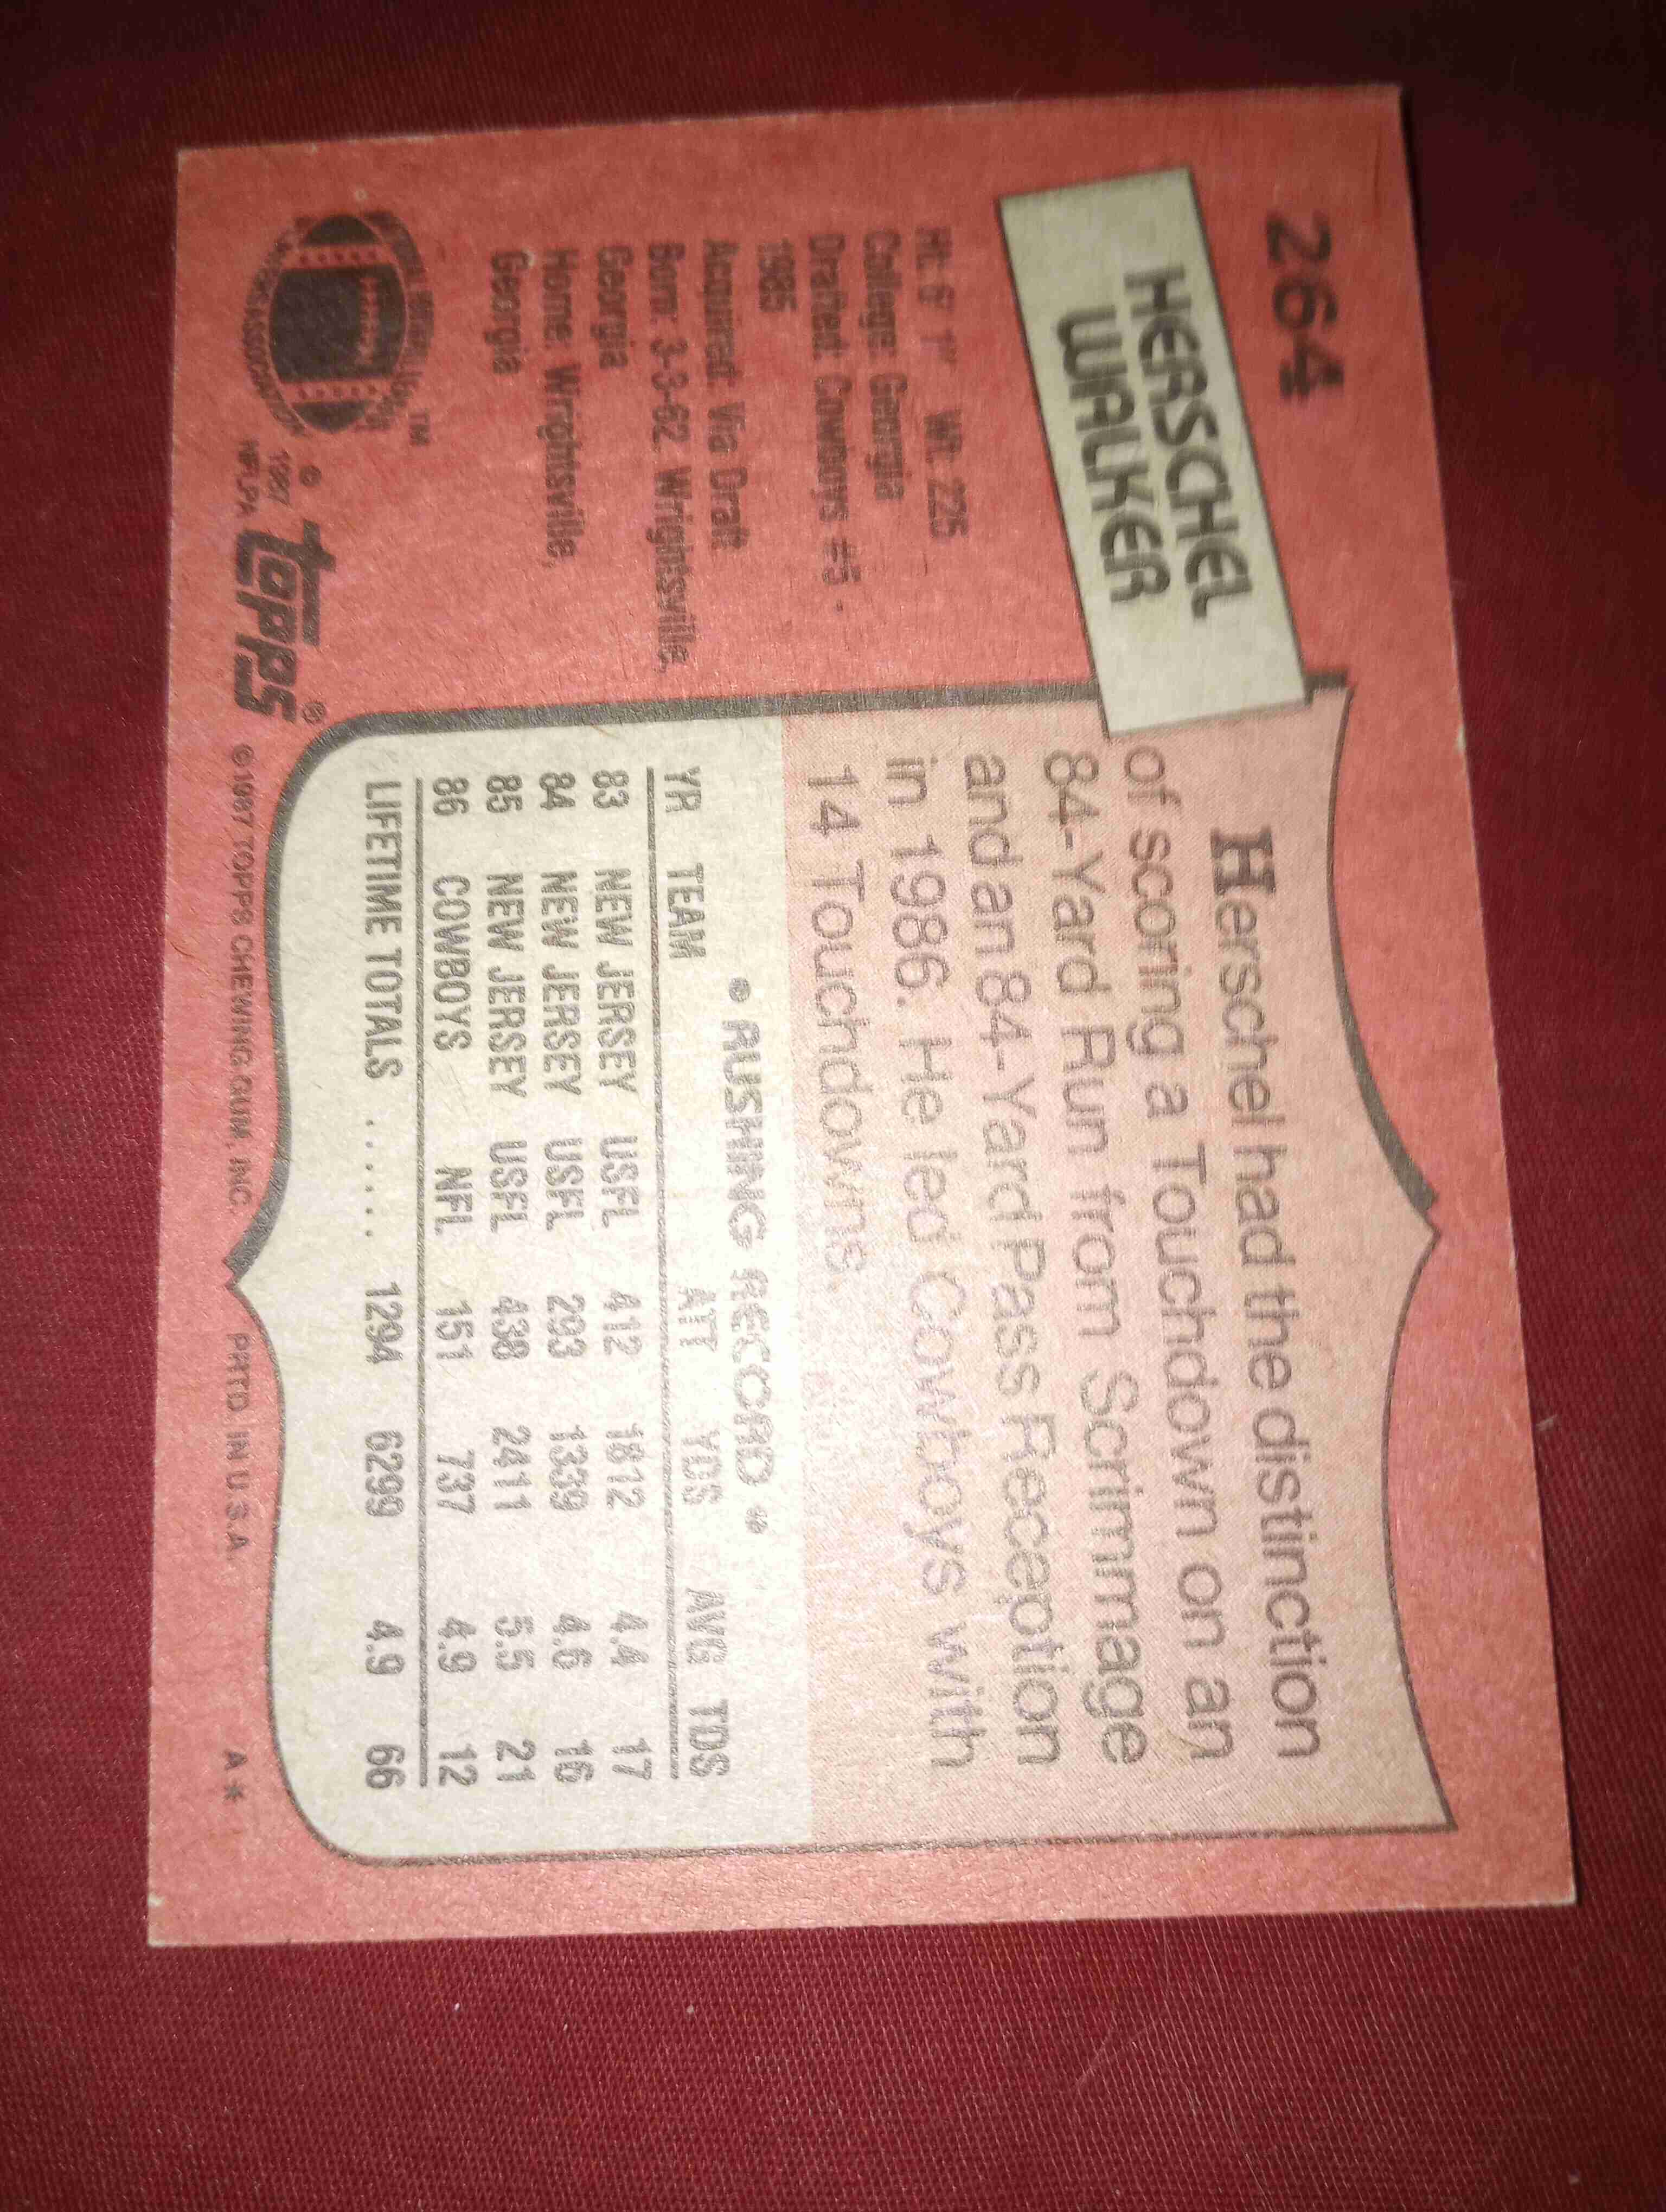 264
HERSCHEL
WALKER
Ht: 6' 1" Wt: 225
College: Georgia
Drafted: Cowboys #5 -
1985
Acquired: Via Draft
Born: 3-3-62, Wrightsville,
Georgia
Home: Wrightsville,
Georgia
TM
© 1987
NFLPA
topps ®
Herschel had the distinction
of scoring a Touchdown on an
84-Yard Run from Scrimmage
and an 84-Yard Pass Reception
in 1986. He led Cowboys with
14 Touchdowns.
• RUSHING RECORD •
YR TEAM ATT YDS AVG TDS
83 NEW JERSEY USFL 412 1812 4.4 17
84 NEW JERSEY USFL 293 1339 4.6 16
85 NEW JERSEY USFL 438 2411 5.5 21
86 COWBOYS NFL 151 737 4.9 12
LIFETIME TOTALS ...... 1294 6299 4.9 66
© 1987 TOPPS CHEWING GUM, INC. PRTD. IN U.S.A. A*